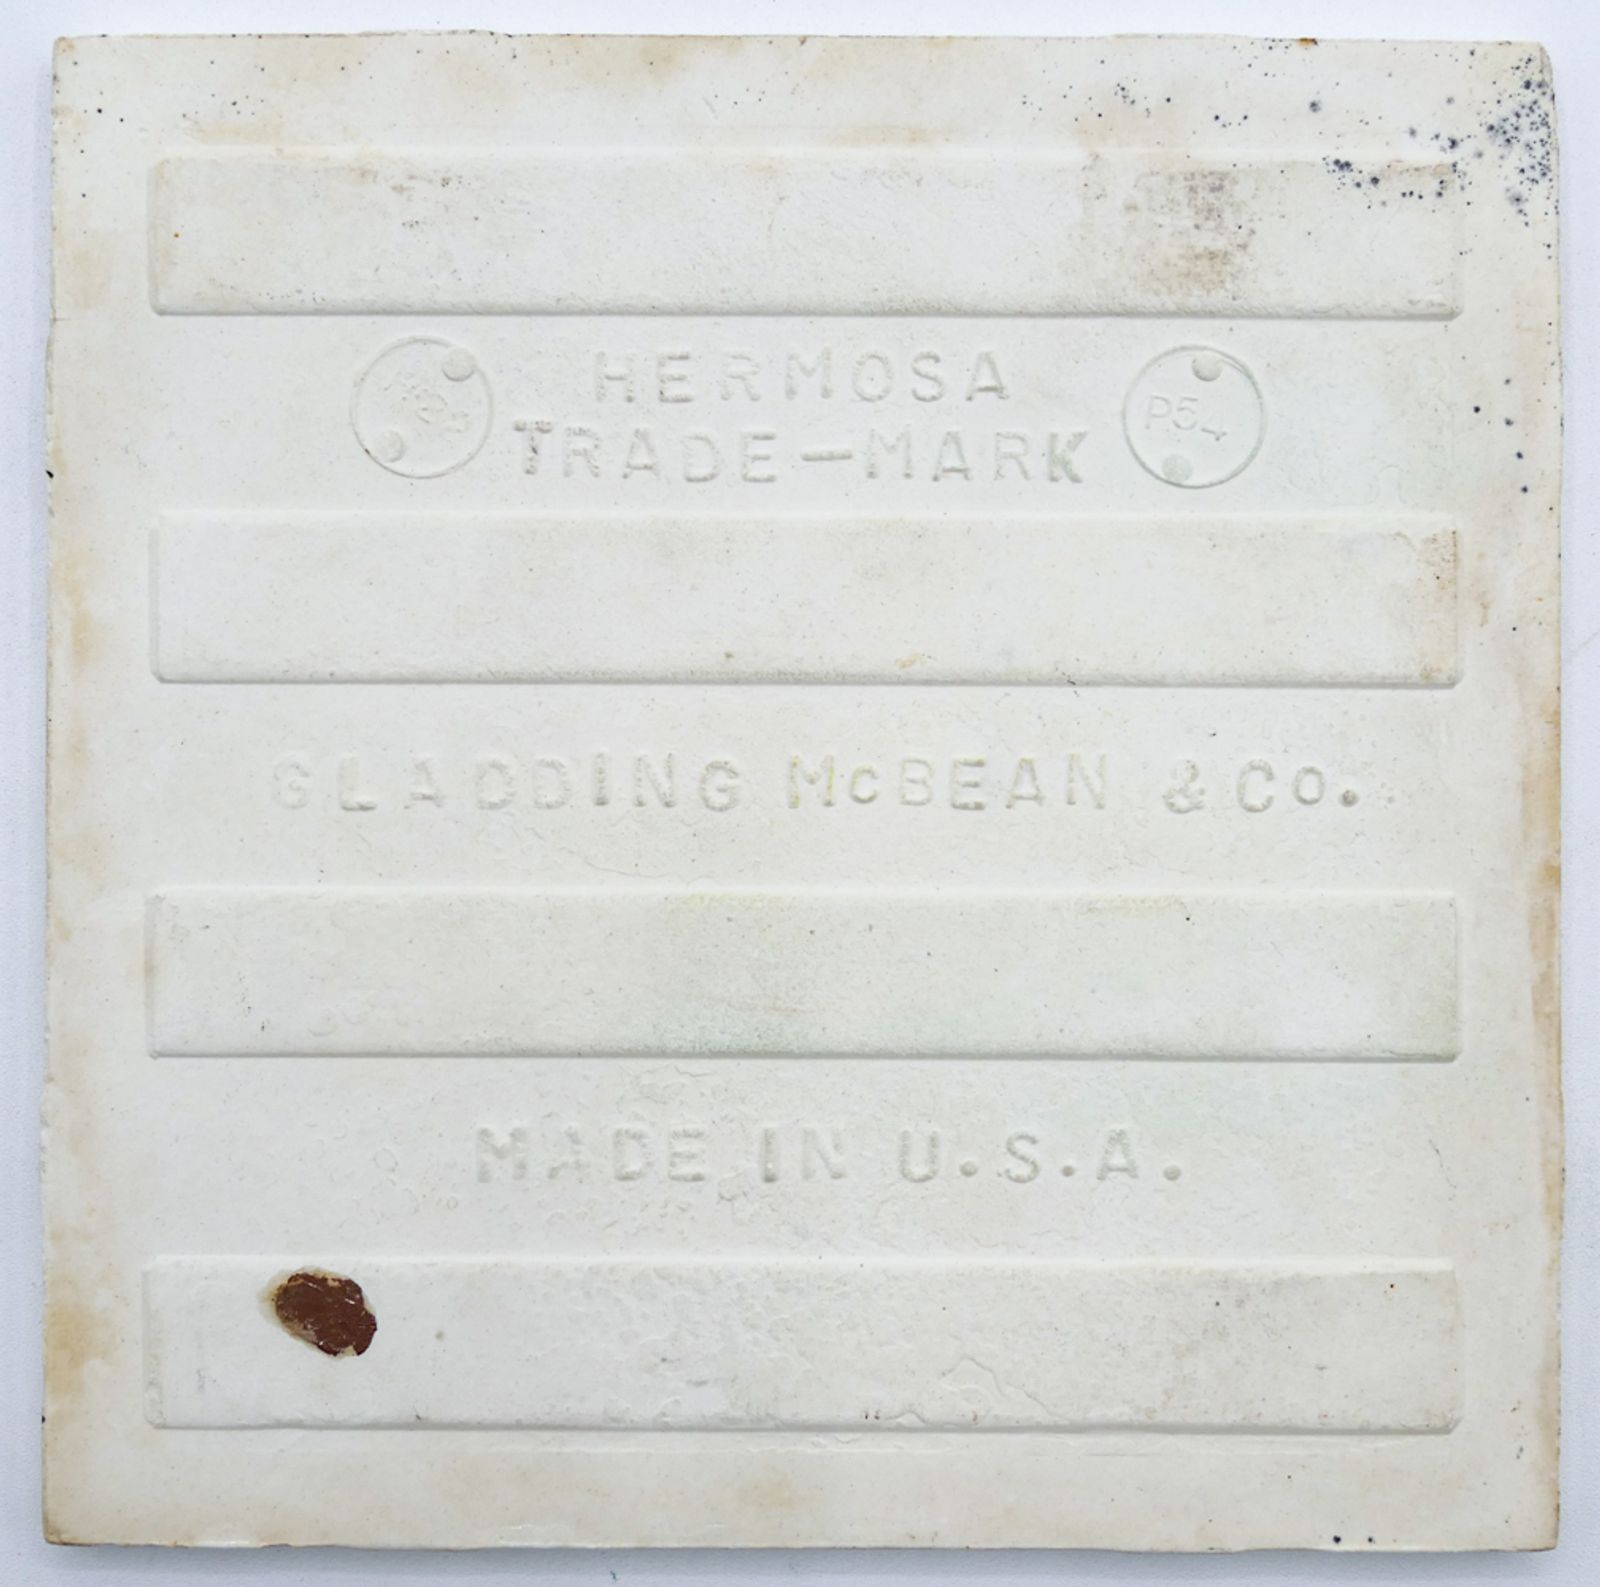 HERMOSA
TRADE-MARK
P54
GLADDING McBEAN & Co.
MADE IN U.S.A.